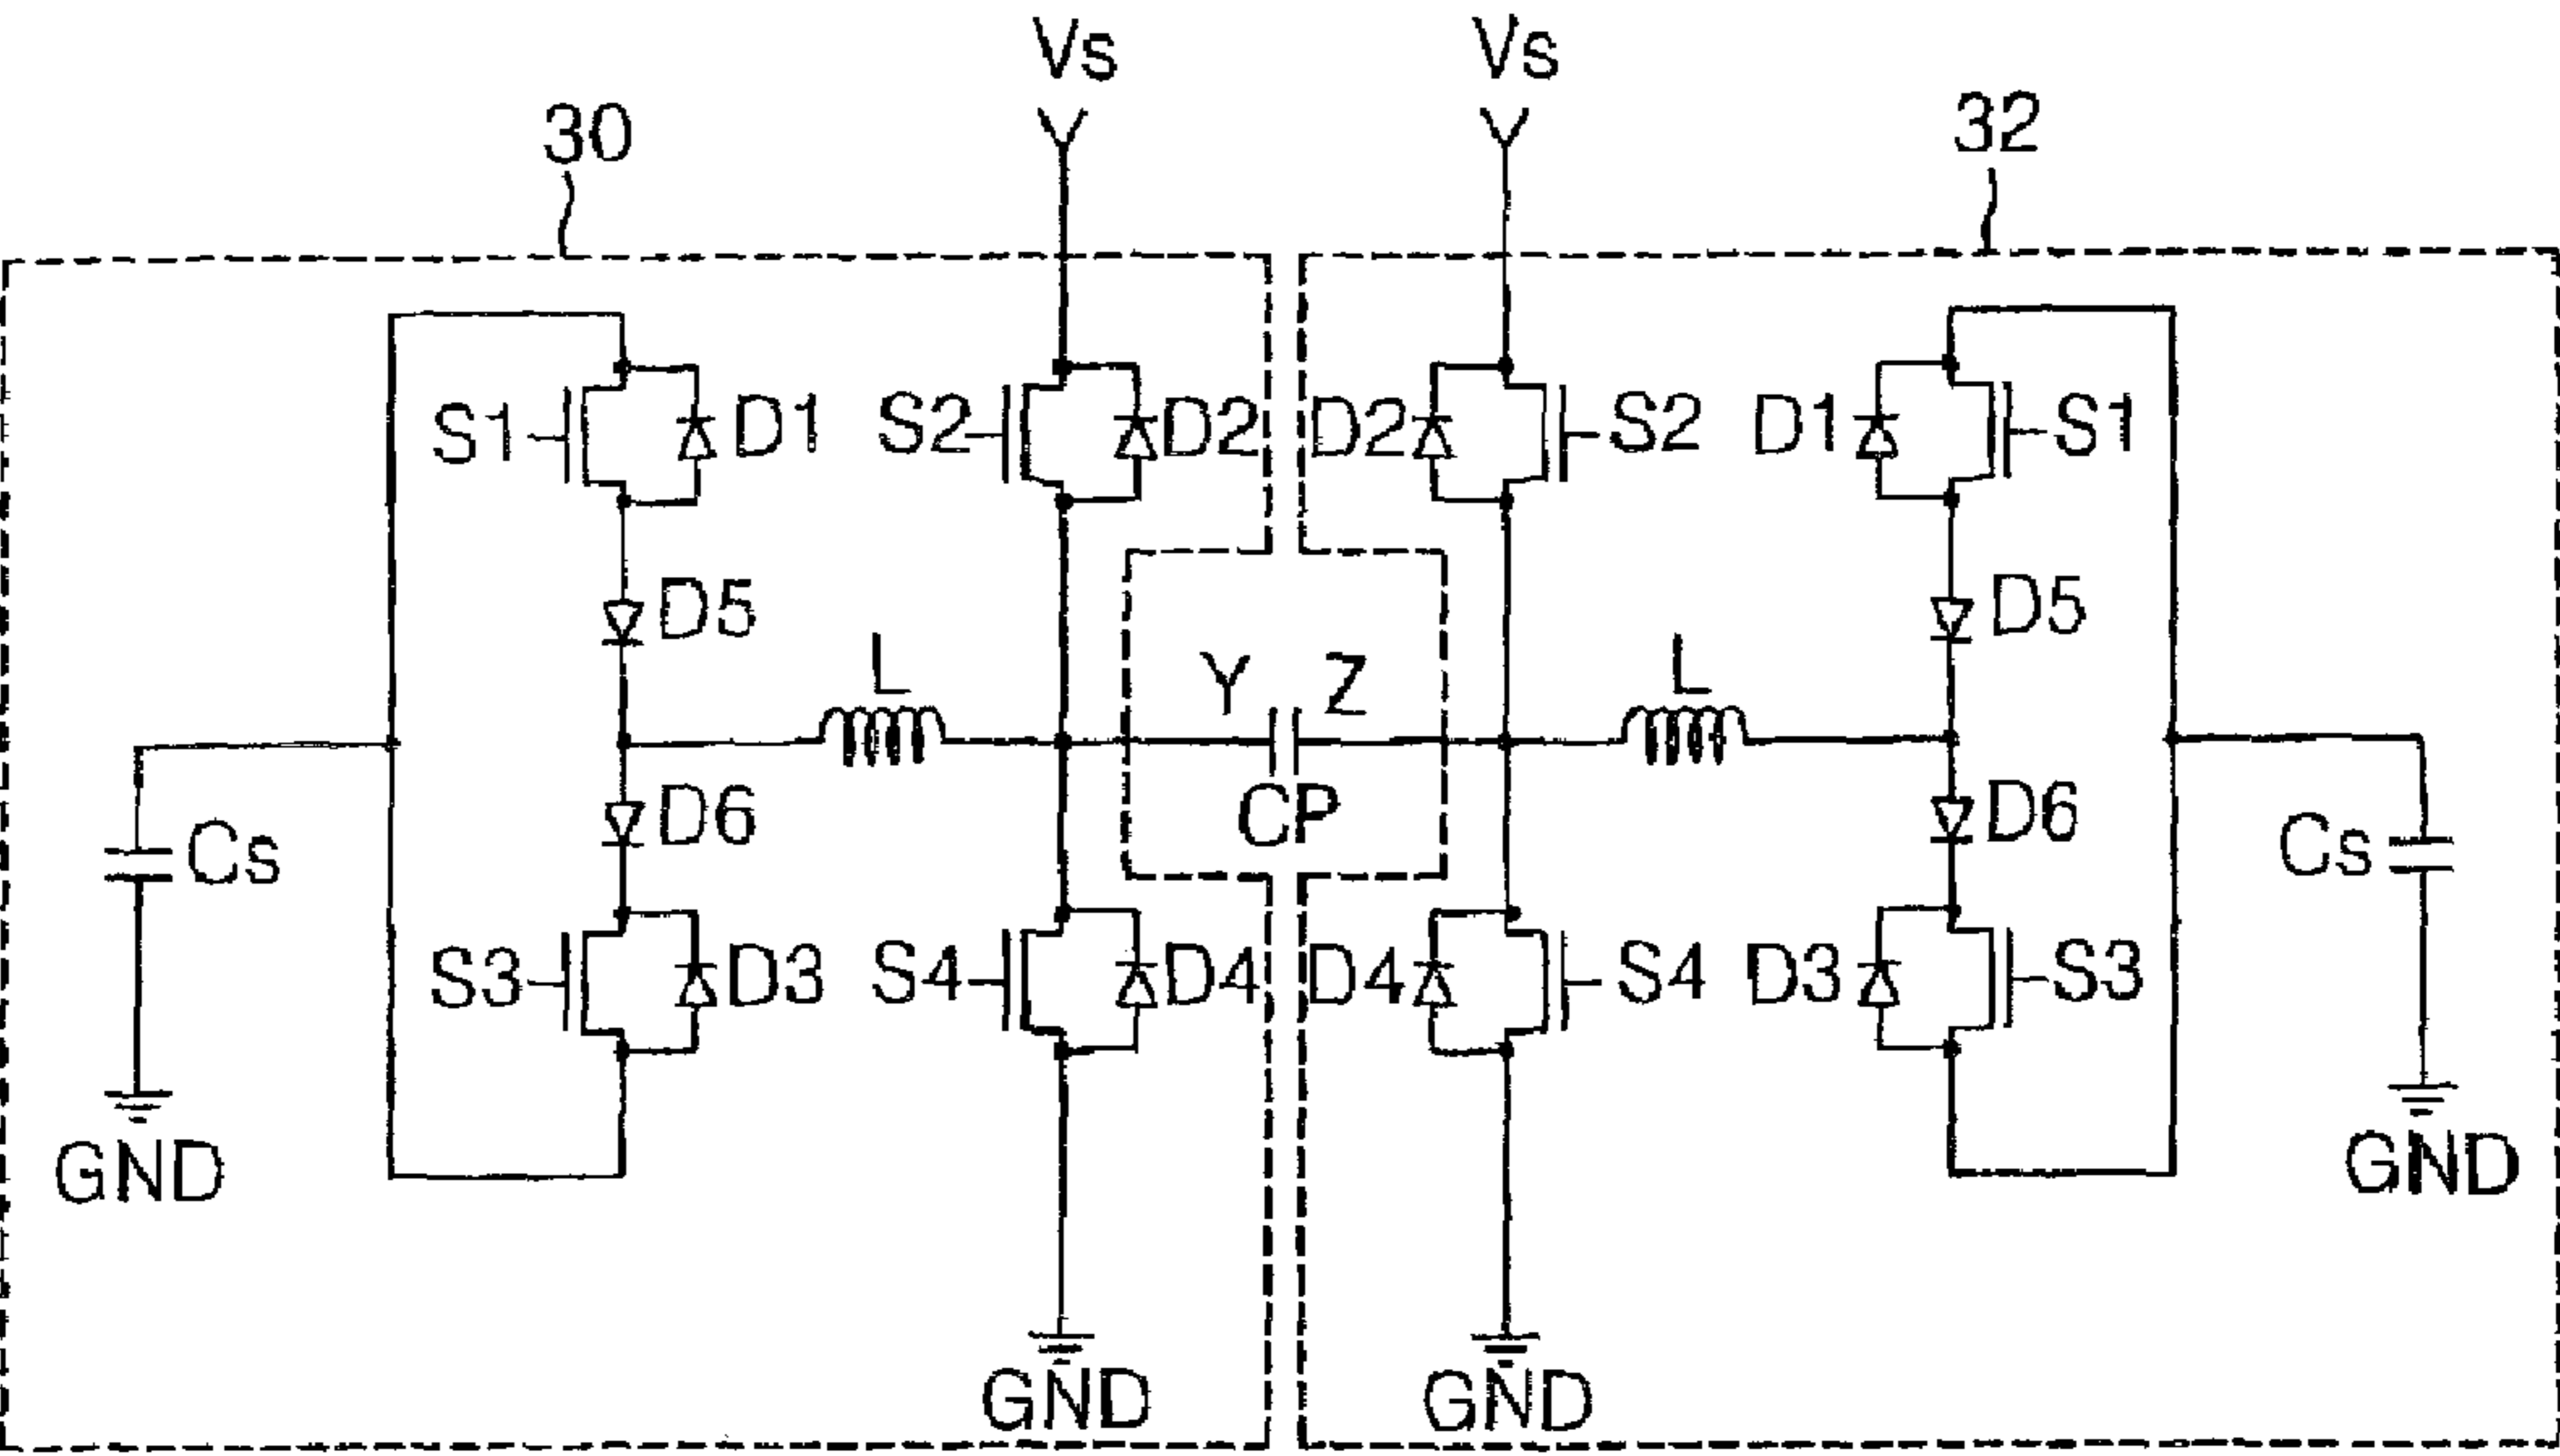 Vs Vs
30 32
S1 D1 S2 D2 D2 S2 D1 S1
D5 D5
L Y Z L
D6 CP D6
Cs Cs
S3 D3 S4 D4 D4 S4 D3 S3
GND GND
GND GND